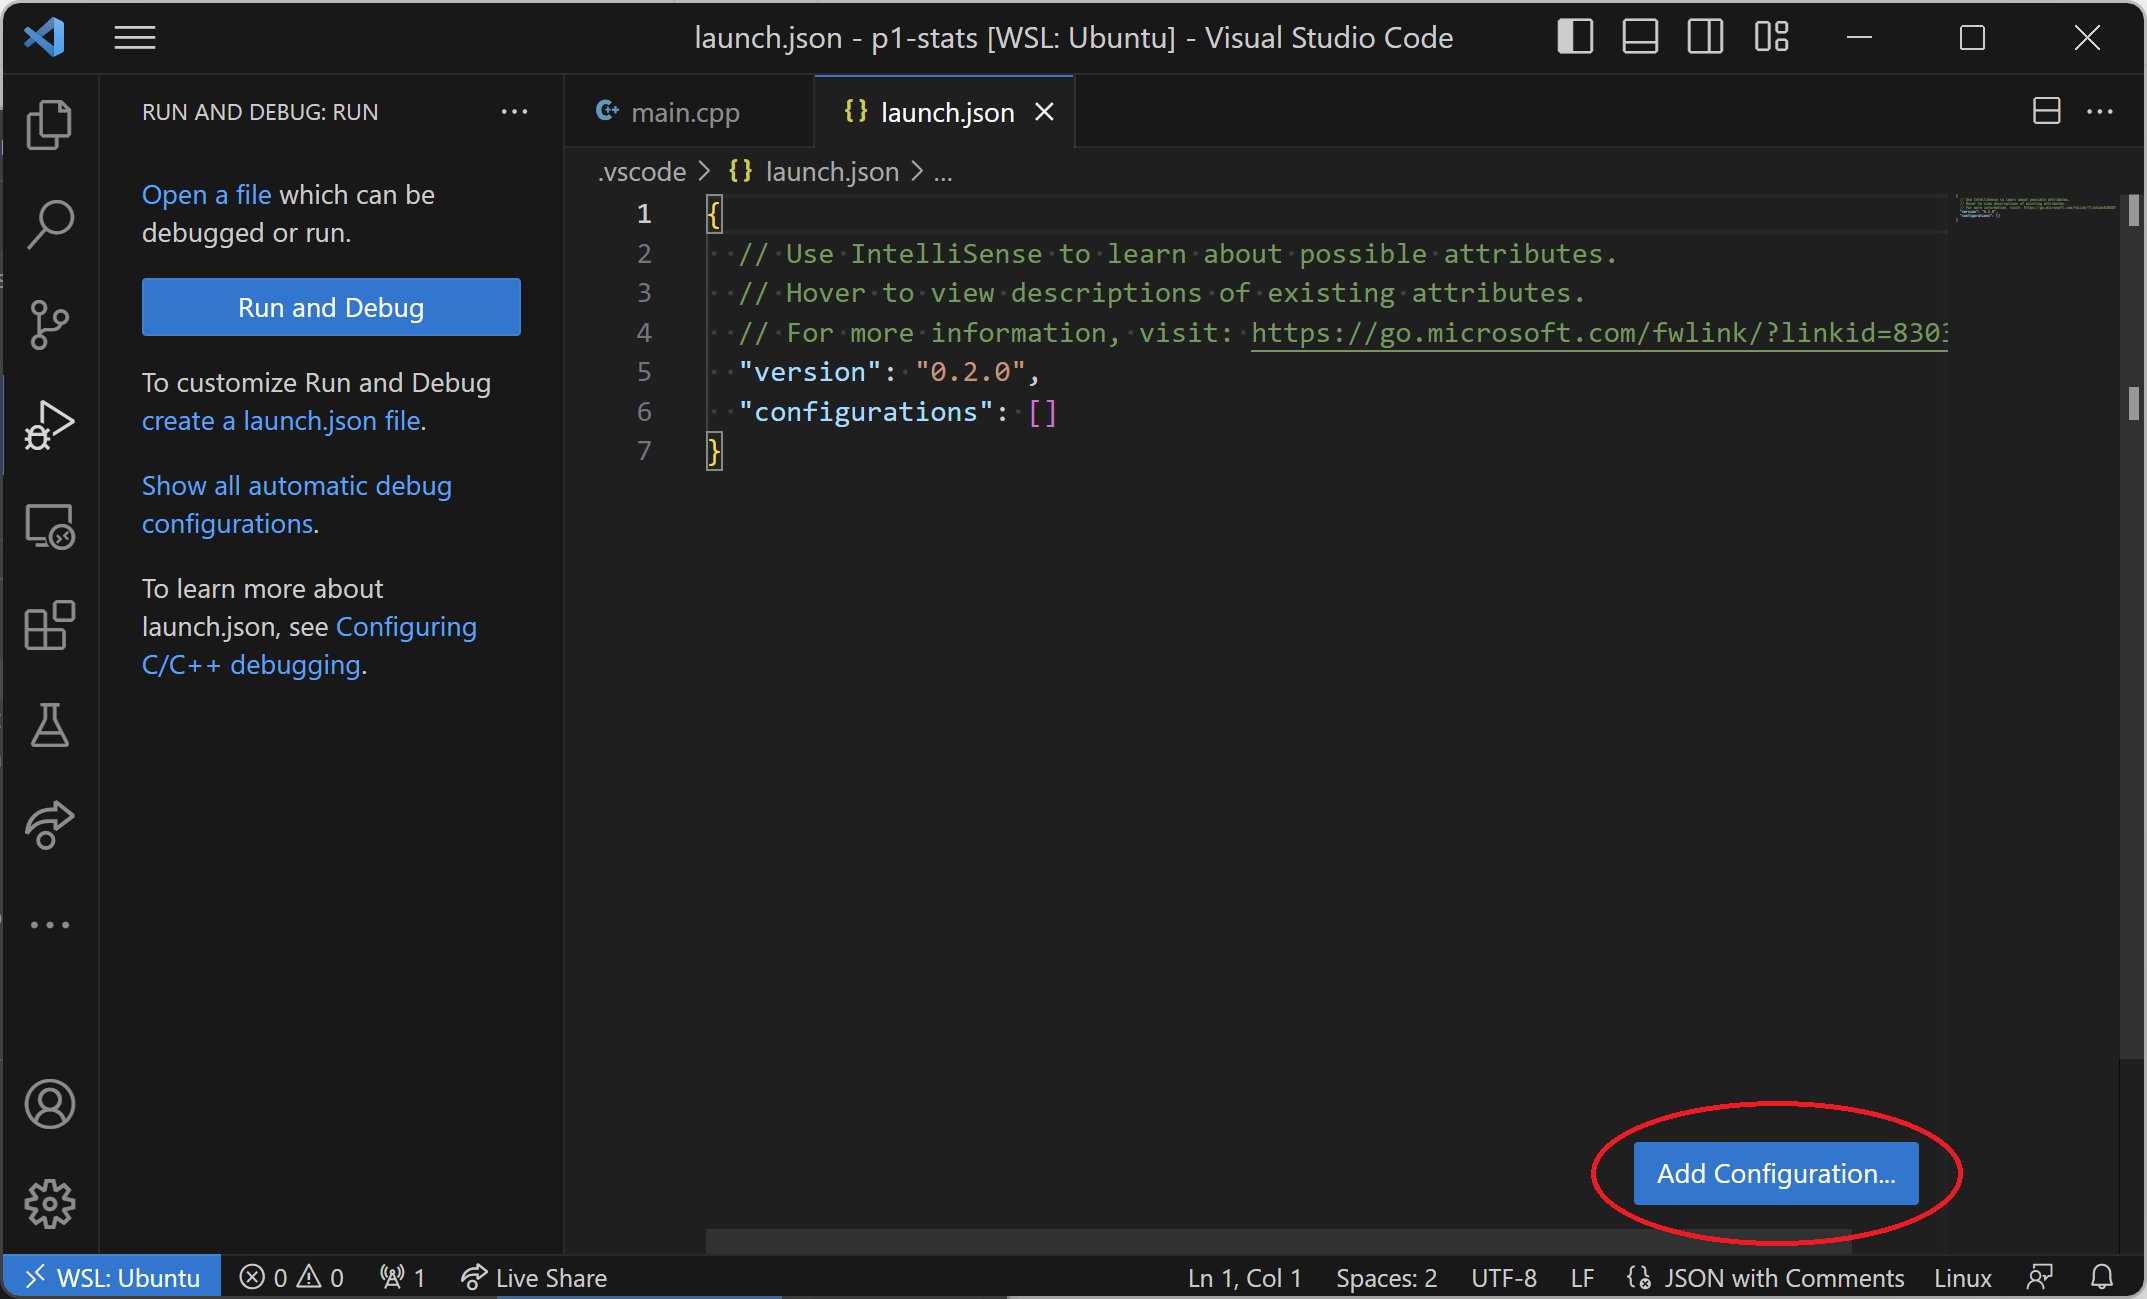 launch.json - p1-stats [WSL: Ubuntu] - Visual Studio Code
RUN AND DEBUG: RUN
Open a file which can be
debugged or run.
Run and Debug
To customize Run and Debug
create a launch.json file.
Show all automatic debug
configurations.
To learn more about
launch.json, see Configuring
C/C++ debugging.
main.cpp
{} launch.json
.vscode > {} launch.json > ...
1 {
2 // Use IntelliSense to learn about possible attributes.
3 // Hover to view descriptions of existing attributes.
4 // For more information, visit: https://go.microsoft.com/fwlink/?linkid=8303
5 "version": "0.2.0",
6 "configurations": []
7 }
Add Configuration...
WSL: Ubuntu 0 0 1 Live Share Ln 1, Col 1 Spaces: 2 UTF-8 LF JSON with Comments Linux